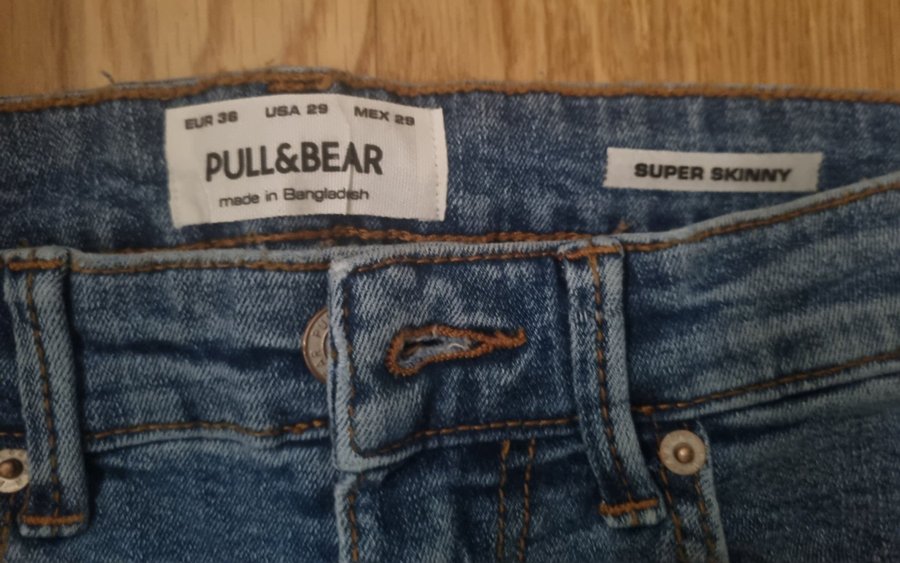 EUR 36 USA 29 MEX 29
PULL&BEAR
made in Bangladesh
SUPER SKINNY